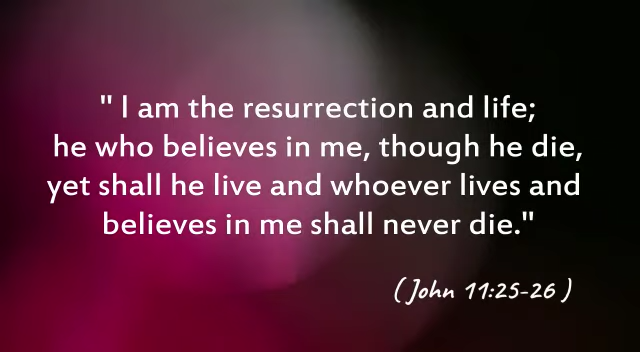 " I am the resurrection and life;
he who believes in me, though he die,
yet shall he live and whoever lives and
believes in me shall never die."
( John 11:25-26 )